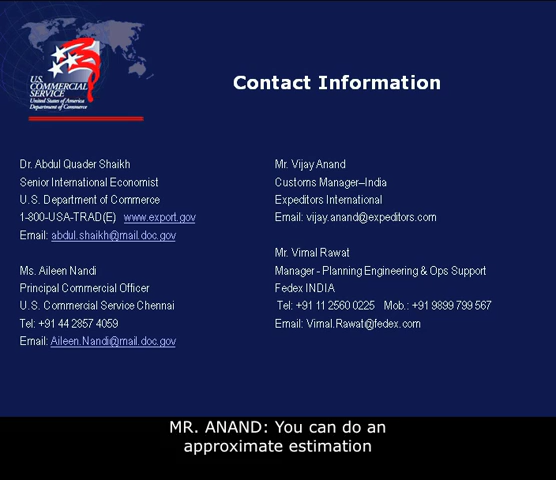 U.S.
COMMERCIAL
SERVICE
United States of America
Department of Commerce
Contact Information
Dr. Abdul Quader Shaikh
Senior International Economist
U.S. Department of Commerce
1-800-USA-TRAD(E) www.export.gov
Email: abdul.shaikh@mail.doc.gov
Ms. Aileen Nandi
Principal Commercial Officer
U.S. Commercial Service Chennai
Tel: +91 44 2857 4059
Email: Aileen.Nandi@mail.doc.gov
Mr. Vijay Anand
Customs Manager–India
Expeditors International
Email: vijay.anand@expeditors.com
Mr. Vimal Rawat
Manager - Planning Engineering & Ops Support
Fedex INDIA
Tel: +91 11 2560 0225 Mob.: +91 9899 799 567
Email: Vimal.Rawat@fedex.com
MR. ANAND: You can do an
approximate estimation